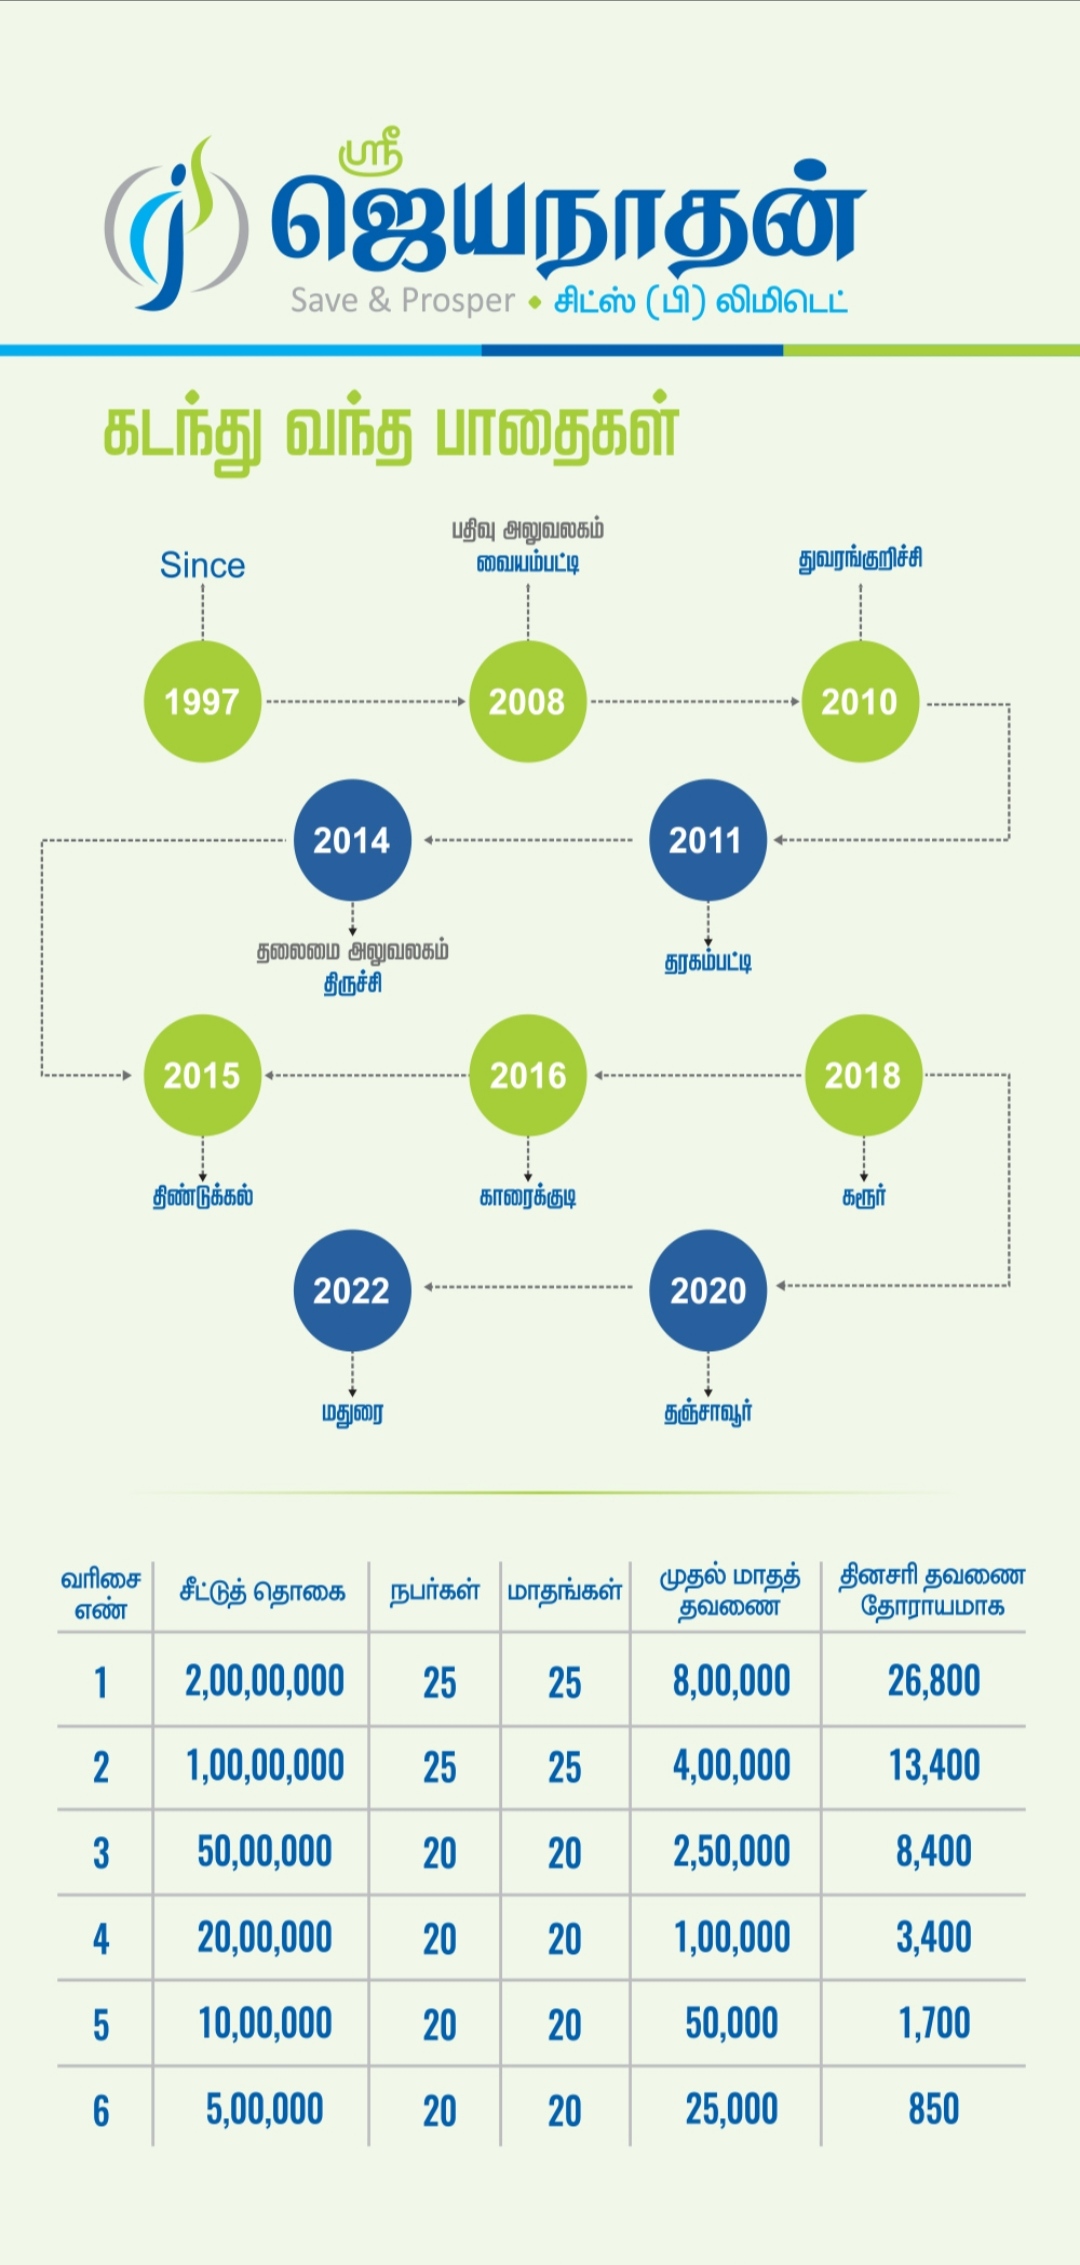 ஸ்ரீ
ஜெயநாதன்
Save & Prosper • சிட்ஸ் (பி) லிமிடெட்
கடந்து வந்த பாதைகள்
Since
1997
பதிவு அலுவலகம்
வையம்பட்டி
2008
துவரங்குறிச்சி
2010
2011
தரகம்பட்டி
2014
தலைமை அலுவலகம்
திருச்சி
2015
திண்டுக்கல்
2016
காரைக்குடி
2018
கரூர்
2020
தஞ்சாவூர்
2022
மதுரை
வரிசை எண் சீட்டுத் தொகை நபர்கள் மாதங்கள் முதல் மாதத் தவணை தினசரி தவணை தோராயமாக
1 2,00,00,000 25 25 8,00,000 26,800
2 1,00,00,000 25 25 4,00,000 13,400
3 50,00,000 20 20 2,50,000 8,400
4 20,00,000 20 20 1,00,000 3,400
5 10,00,000 20 20 50,000 1,700
6 5,00,000 20 20 25,000 850